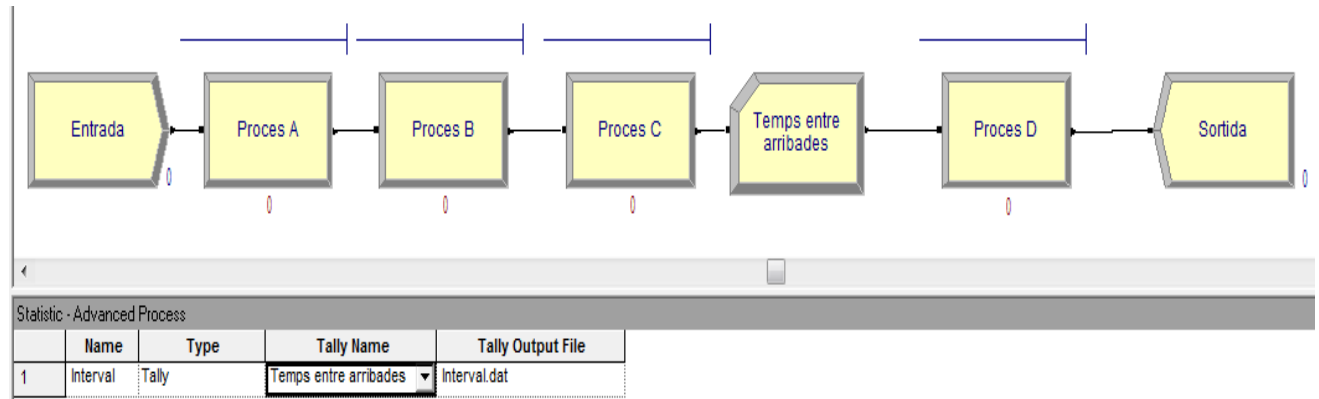 Entrada
Proces A
Proces B
Proces C
Temps entre
arribades
Proces D
Sortida
0
0
0
0
0
0
Statistic - Advanced Process
Name Type Tally Name Tally Output File
1 Interval Tally Temps entre arribades Interval.dat